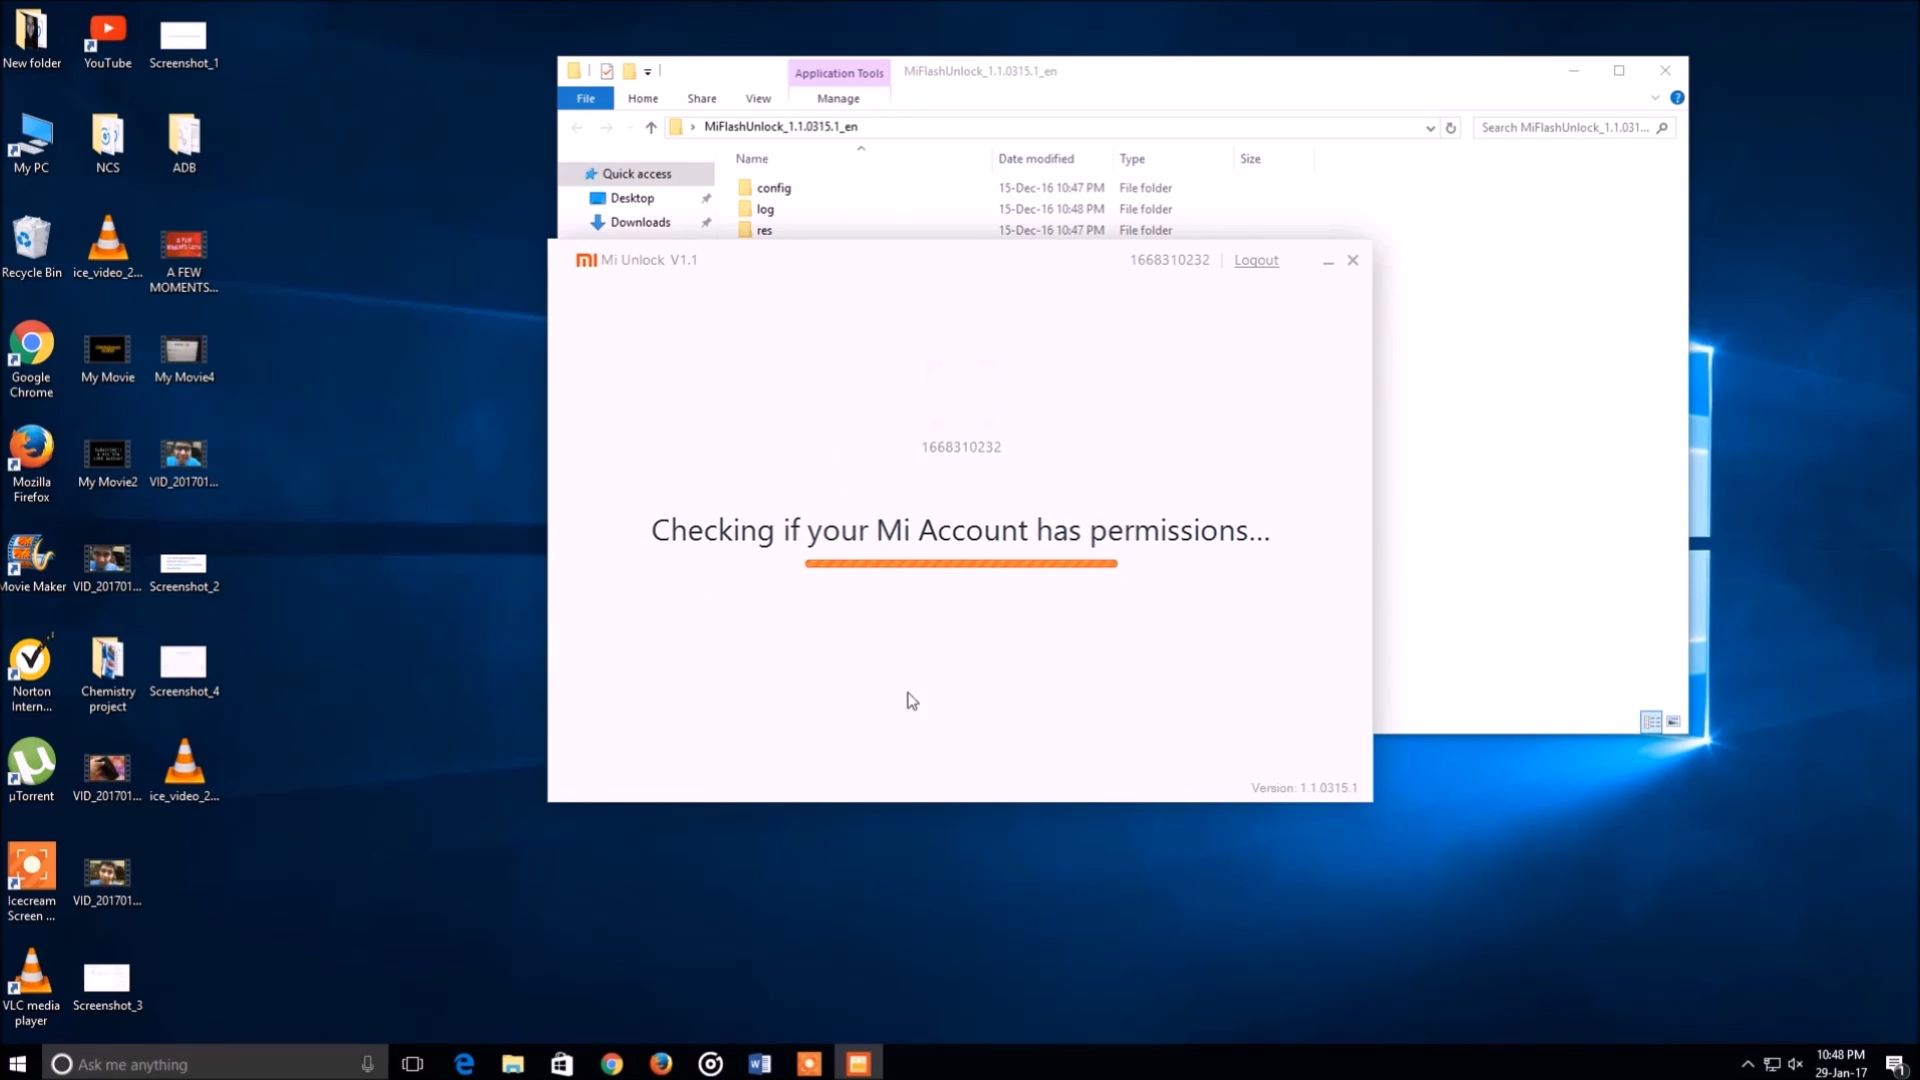 New folder
YouTube
Screenshot_1
My PC
NCS
ADB
Recycle Bin
ice_video_2...
A FEW
MOMENTS...
Google
Chrome
My Movie
My Movie4
Mozilla
Firefox
My Movie2
VID_201701...
Movie Maker
VID_201701...
Screenshot_2
Norton
Intern...
Chemistry
project
Screenshot_4
µTorrent
VID_201701...
ice_video_2...
Icecream
Screen ...
VID_201701...
VLC media
player
Screenshot_3
Application Tools
MiFlashUnlock_1.1.0315.1_en
File
Home
Share
View
Manage
MiFlashUnlock_1.1.0315.1_en
Search MiFlashUnlock_1.1.031...
Name
Date modified
Type
Size
Quick access
Desktop
Downloads
config
15-Dec-16 10:47 PM
File folder
log
15-Dec-16 10:48 PM
File folder
res
15-Dec-16 10:47 PM
File folder
Mi Unlock V1.1
1668310232
Logout
1668310232
Checking if your Mi Account has permissions...
Version: 1.1.0315.1
Ask me anything
10:48 PM
29-Jan-17